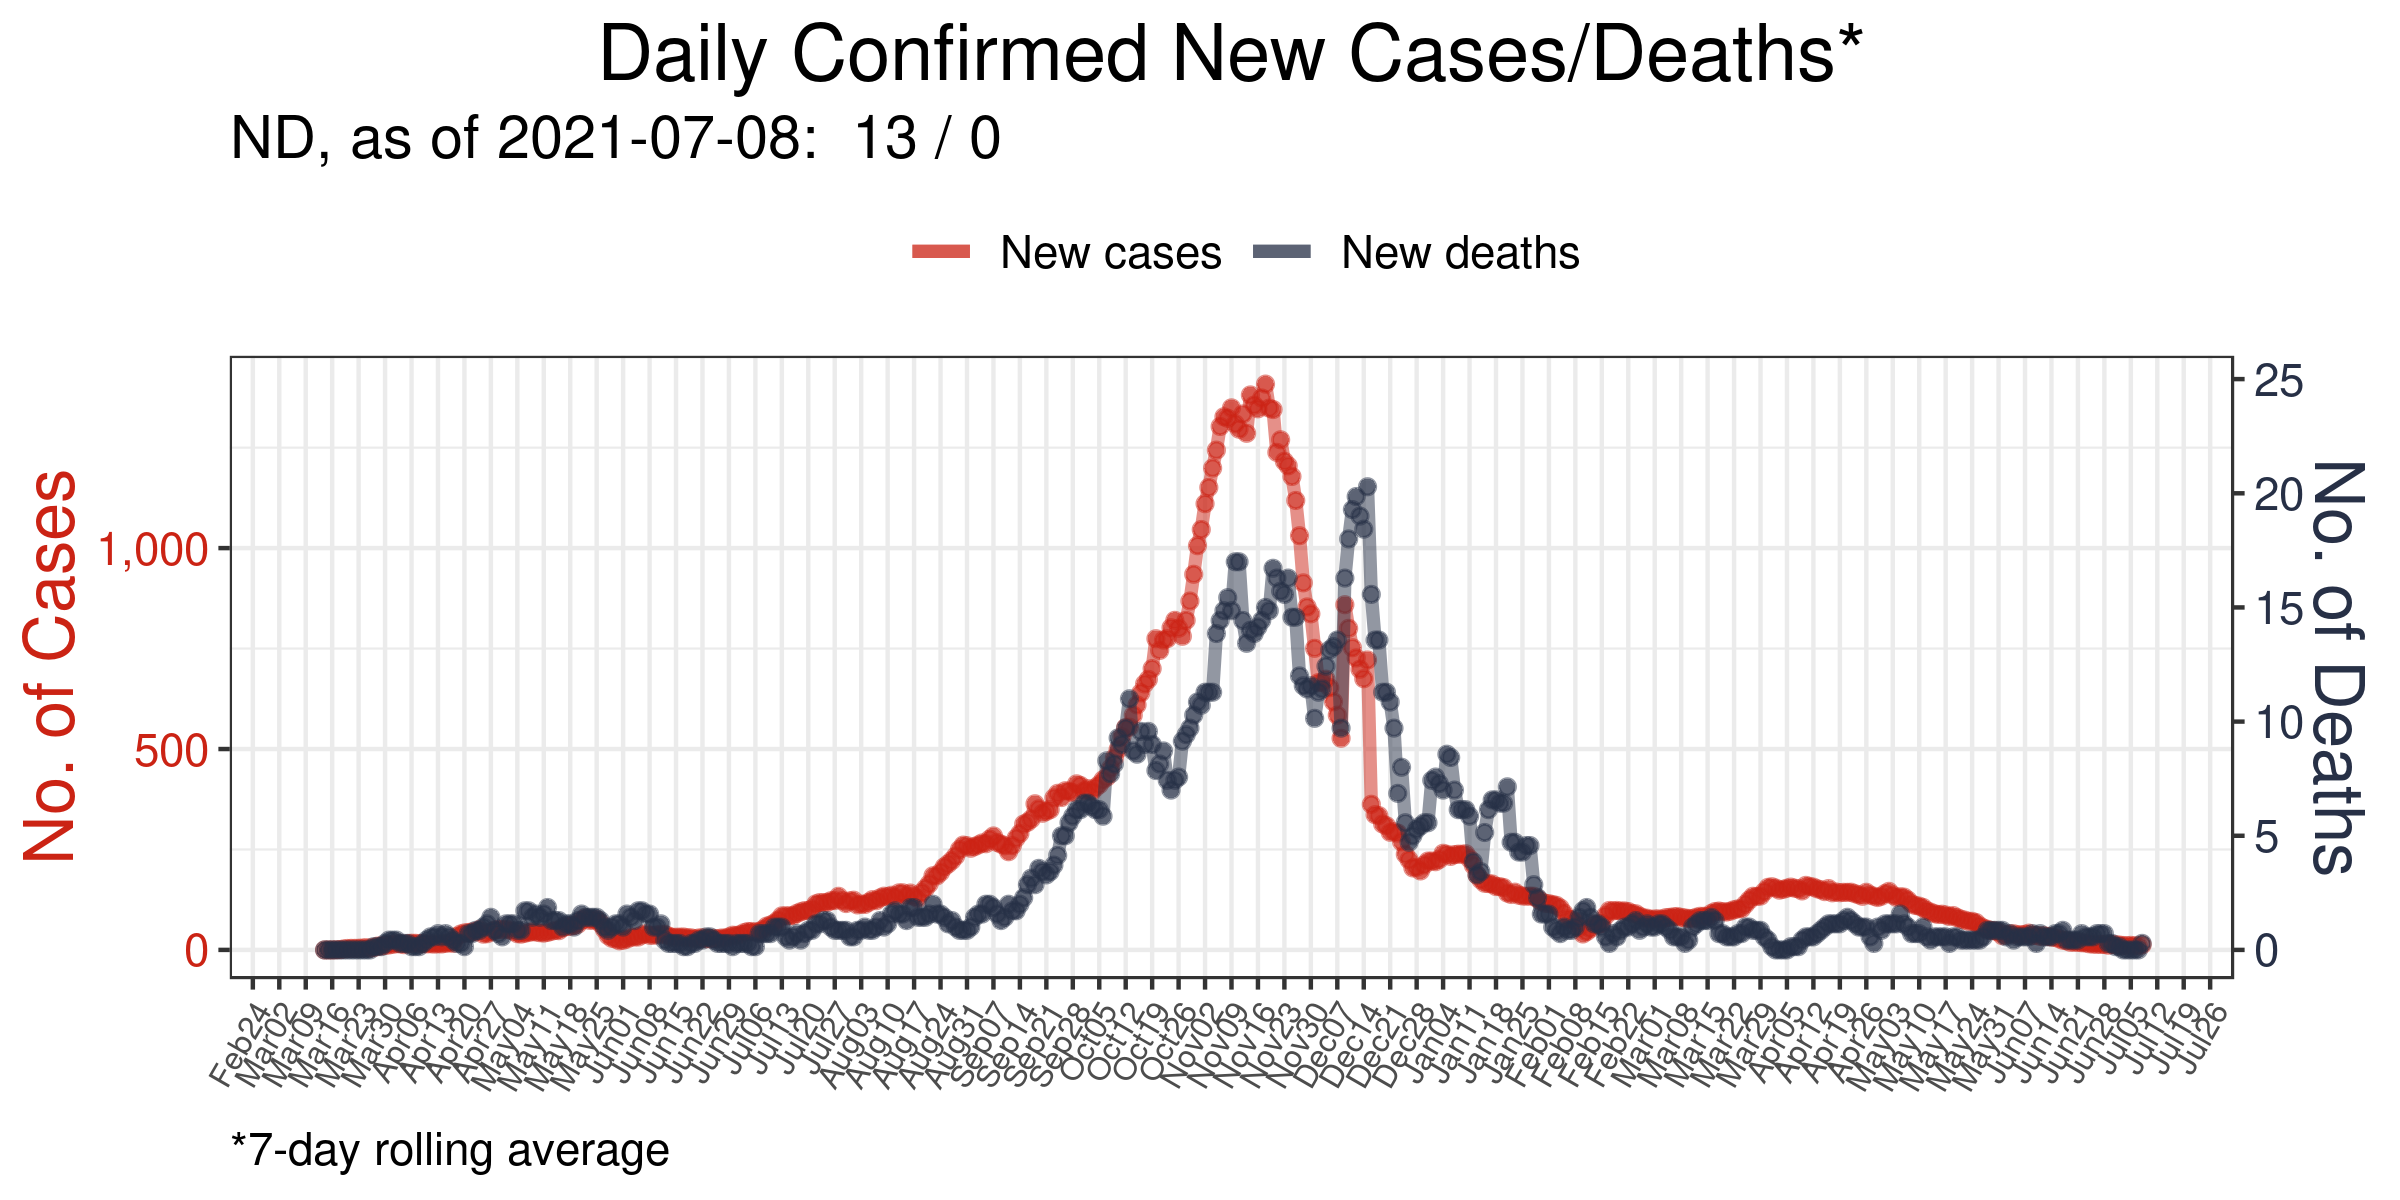 Daily Confirmed New Cases/Deaths*
ND, as of 2021-07-08:  13 / 0
New cases
New deaths
No. of Cases
1,000
500
0
25
20
15
10
5
0
No. of Deaths
Feb24
Mar02
Mar09
Mar16
Mar23
Mar30
Apr06
Apr13
Apr20
Apr27
May04
May11
May18
May25
Jun01
Jun08
Jun15
Jun22
Jun29
Jul06
Jul13
Jul20
Jul27
Aug03
Aug10
Aug17
Aug24
Aug31
Sep07
Sep14
Sep21
Sep28
Oct05
Oct12
Oct19
Oct26
Nov02
Nov09
Nov16
Nov23
Nov30
Dec07
Dec14
Dec21
Dec28
Jan04
Jan11
Jan18
Jan25
Feb01
Feb08
Feb15
Feb22
Mar01
Mar08
Mar15
Mar22
Mar29
Apr05
Apr12
Apr19
Apr26
May03
May10
May17
May24
May31
Jun07
Jun14
Jun21
Jun28
Jul05
Jul12
Jul19
Jul26
*7-day rolling average